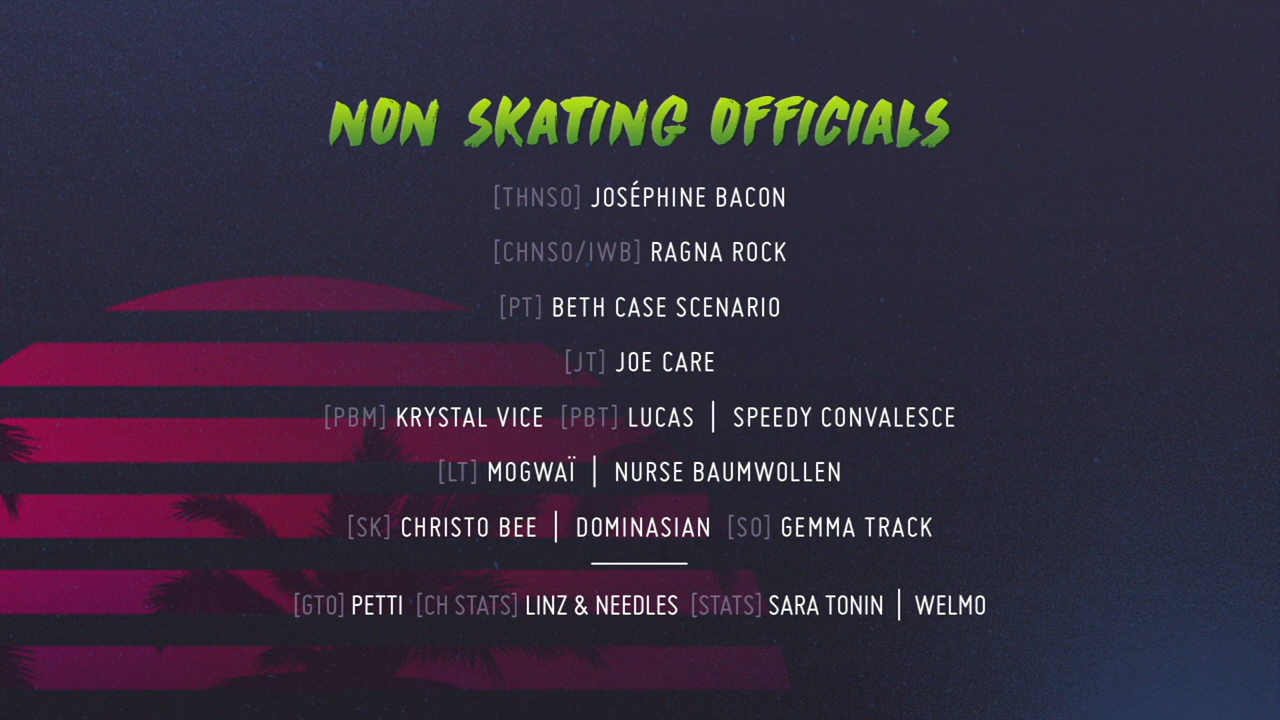 NON SKATING OFFICIALS
[THNSO] JOSÉPHINE BACON
[CHNSO/IWB] RAGNA ROCK
[PT] BETH CASE SCENARIO
[JT] JOE CARE
[PBM] KRYSTAL VICE [PBT] LUCAS | SPEEDY CONVALESCE
[LT] MOGWAÏ | NURSE BAUMWOLLEN
[SK] CHRISTO BEE | DOMINASIAN [SO] GEMMA TRACK
[GTO] PETTI [CH STATS] LINZ & NEEDLES [STATS] SARA TONIN | WELMO